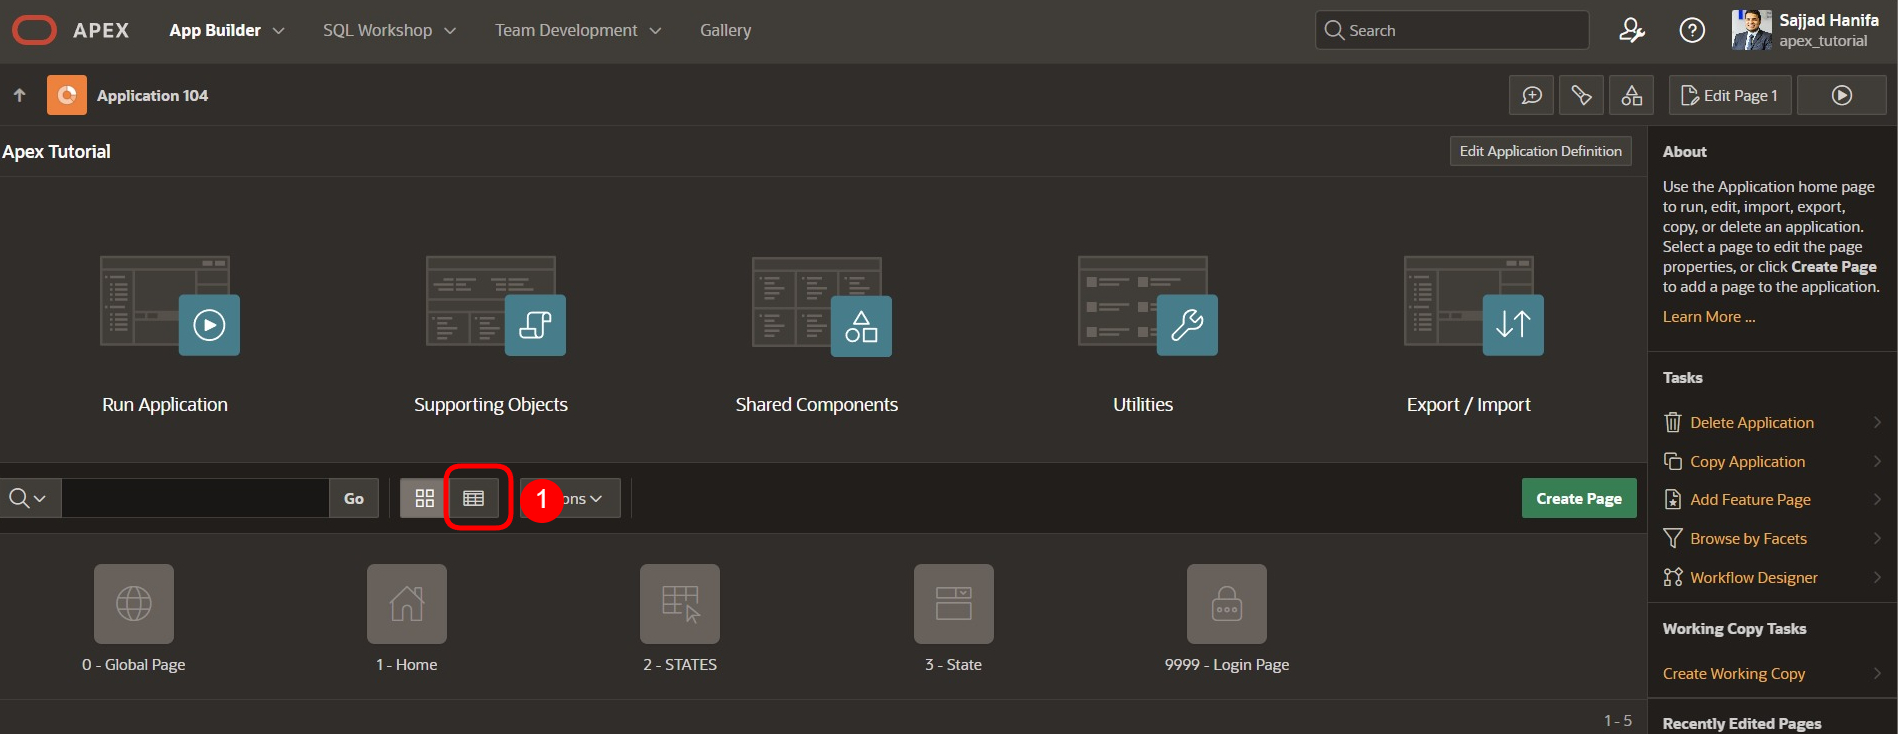 APEX App Builder SQL Workshop Team Development Gallery Search Sajjad Hanifa
apex_tutorial
Application 104 Edit Page 1
Apex Tutorial Edit Application Definition
Run Application Supporting Objects Shared Components Utilities Export / Import
Go 1 ons Create Page
0 - Global Page 1 - Home 2 - STATES 3 - State 9999 - Login Page
1 - 5
About
Use the Application home page
to run, edit, import, export,
copy, or delete an application.
Select a page to edit the page
properties, or click Create Page
to add a page to the application.
Learn More ...
Tasks
Delete Application
Copy Application
Add Feature Page
Browse by Facets
Workflow Designer
Working Copy Tasks
Create Working Copy
Recently Edited Pages